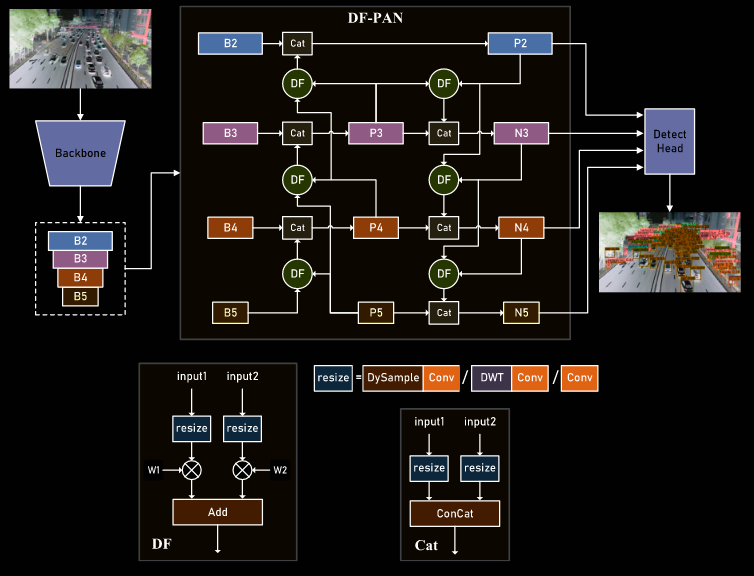 DF-PAN
B2
Cat
P2
DF
DF
B3
Cat
P3
Cat
N3
Detect
Head
Backbone
DF
DF
B4
Cat
P4
Cat
N4
B2
B3
B4
B5
DF
DF
B5
P5
Cat
N5
input1
input2
resize
resize
W1
W2
Add
DF
resize
=
DySample
Conv
/
DWT
Conv
/
Conv
input1
input2
resize
resize
ConCat
Cat